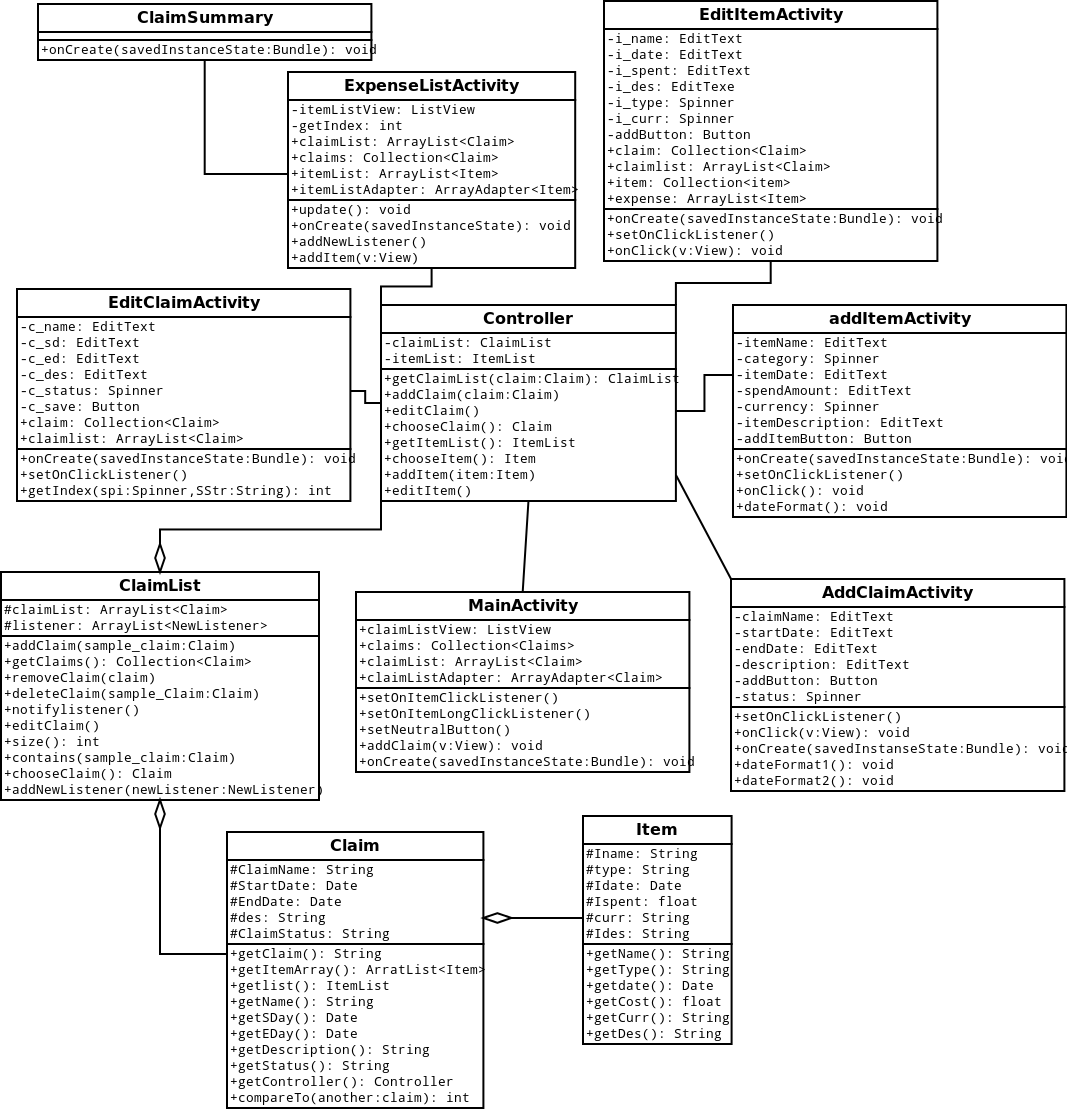 ClaimSummary
+onCreate(savedInstanceState:Bundle): void
ExpenseListActivity
-itemListView: ListView
-getIndex: int
+claimList: ArrayList<Claim>
+claims: Collection<Claim>
+itemList: ArrayList<Item>
+itemListAdapter: ArrayAdapter<Item>
+update(): void
+onCreate(savedInstanceState): void
+addNewListener()
+addItem(v:View)
EditItemActivity
-i_name: EditText
-i_date: EditText
-i_spent: EditText
-i_des: EditTexe
-i_type: Spinner
-i_curr: Spinner
-addButton: Button
+claim: Collection<Claim>
+claimlist: ArrayList<Claim>
+item: Collection<item>
+expense: ArrayList<Item>
+onCreate(savedInstanceState:Bundle): void
+setOnClickListener()
+onClick(v:View): void
EditClaimActivity
-c_name: EditText
-c_sd: EditText
-c_ed: EditText
-c_des: EditText
-c_status: Spinner
-c_save: Button
+claim: Collection<Claim>
+claimlist: ArrayList<Claim>
+onCreate(savedInstanceState:Bundle): void
+setOnClickListener()
+getIndex(spi:Spinner,SStr:String): int
Controller
-claimList: ClaimList
-itemList: ItemList
+getClaimList(claim:Claim): ClaimList
+addClaim(claim:Claim)
+editClaim()
+chooseClaim(): Claim
+getItemList(): ItemList
+chooseItem(): Item
+addItem(item:Item)
+editItem()
addItemActivity
-itemName: EditText
-category: Spinner
-itemDate: EditText
-spendAmount: EditText
-currency: Spinner
-itemDescription: EditText
-addItemButton: Button
+onCreate(savedInstanceState:Bundle): voi
+setOnClickListener()
+onClick(): void
+dateFormat(): void
ClaimList
#claimList: ArrayList<Claim>
#listener: ArrayList<NewListener>
+addClaim(sample_claim:Claim)
+getClaims(): Collection<Claim>
+removeClaim(claim)
+deleteClaim(sample_Claim:Claim)
+notifylistener()
+editClaim()
+size(): int
+contains(sample_claim:Claim)
+chooseClaim(): Claim
+addNewListener(newListener:NewListener)
MainActivity
+claimListView: ListView
+claims: Collection<Claims>
+claimList: ArrayList<Claim>
+claimListAdapter: ArrayAdapter<Claim>
+setOnItemClickListener()
+setOnItemLongClickListener()
+setNeutralButton()
+addClaim(v:View): void
+onCreate(savedInstanceState:Bundle): void
AddClaimActivity
-claimName: EditText
-startDate: EditText
-endDate: EditText
-description: EditText
-addButton: Button
-status: Spinner
+setOnClickListener()
+onClick(v:View): void
+onCreate(savedInstanseState:Bundle): voi
+dateFormat1(): void
+dateFormat2(): void
Claim
#ClaimName: String
#StartDate: Date
#EndDate: Date
#des: String
#ClaimStatus: String
+getClaim(): String
+getItemArray(): ArratList<Item>
+getlist(): ItemList
+getName(): String
+getSDay(): Date
+getEDay(): Date
+getDescription(): String
+getStatus(): String
+getController(): Controller
+compareTo(another:claim): int
Item
#Iname: String
#type: String
#Idate: Date
#Ispent: float
#curr: String
#Ides: String
+getName(): String
+getType(): String
+getdate(): Date
+getCost(): float
+getCurr(): String
+getDes(): String